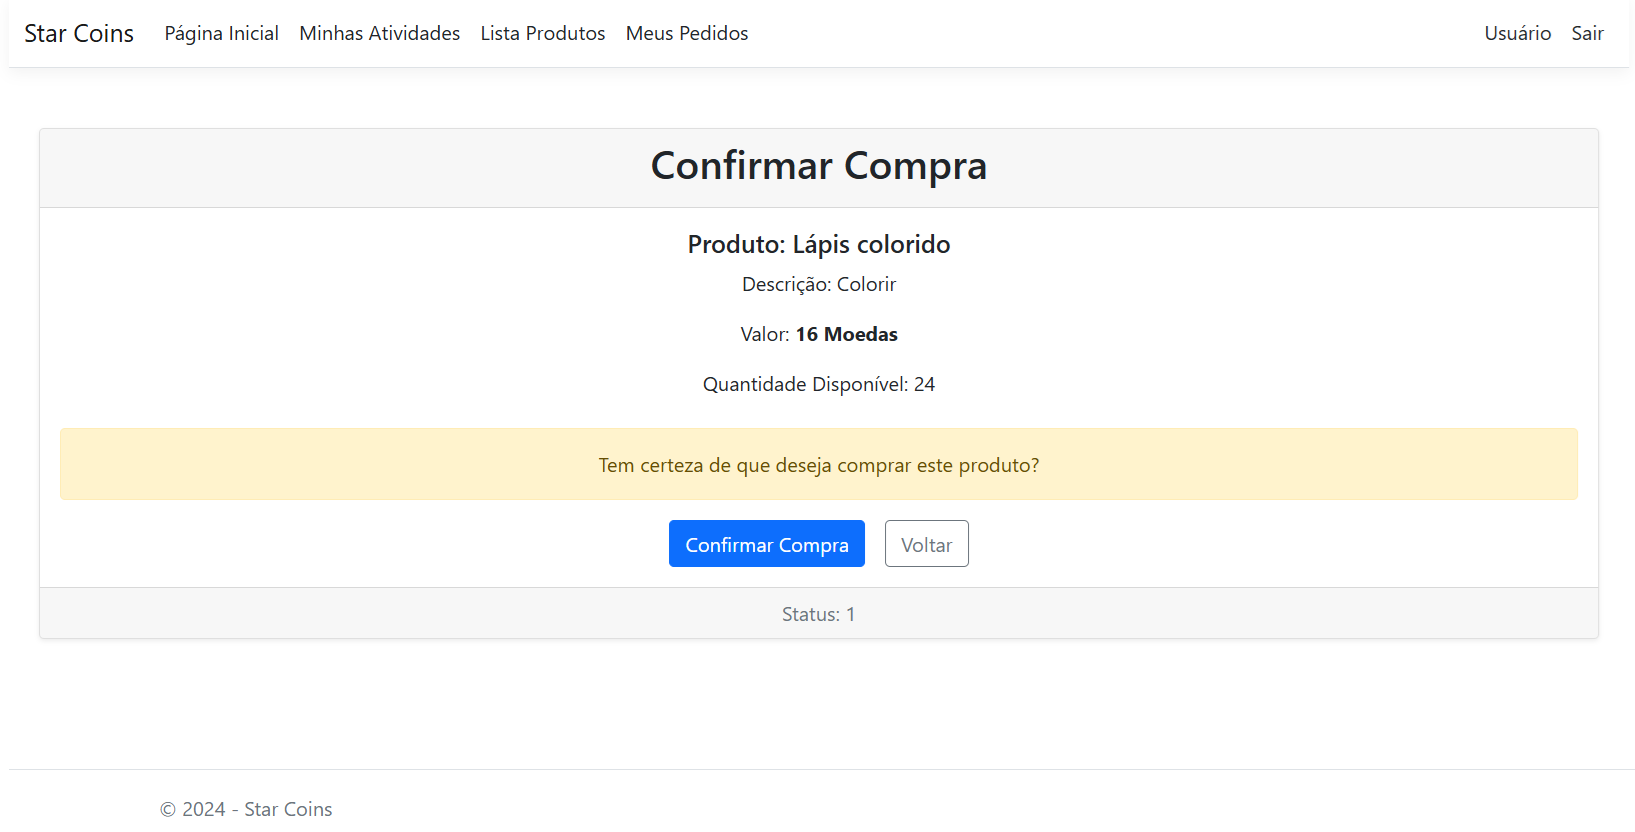 Star Coins Página Inicial Minhas Atividades Lista Produtos Meus Pedidos Usuário Sair
Confirmar Compra
Produto: Lápis colorido
Descrição: Colorir
Valor: 16 Moedas
Quantidade Disponível: 24
Tem certeza de que deseja comprar este produto?
Confirmar Compra Voltar
Status: 1
© 2024 - Star Coins